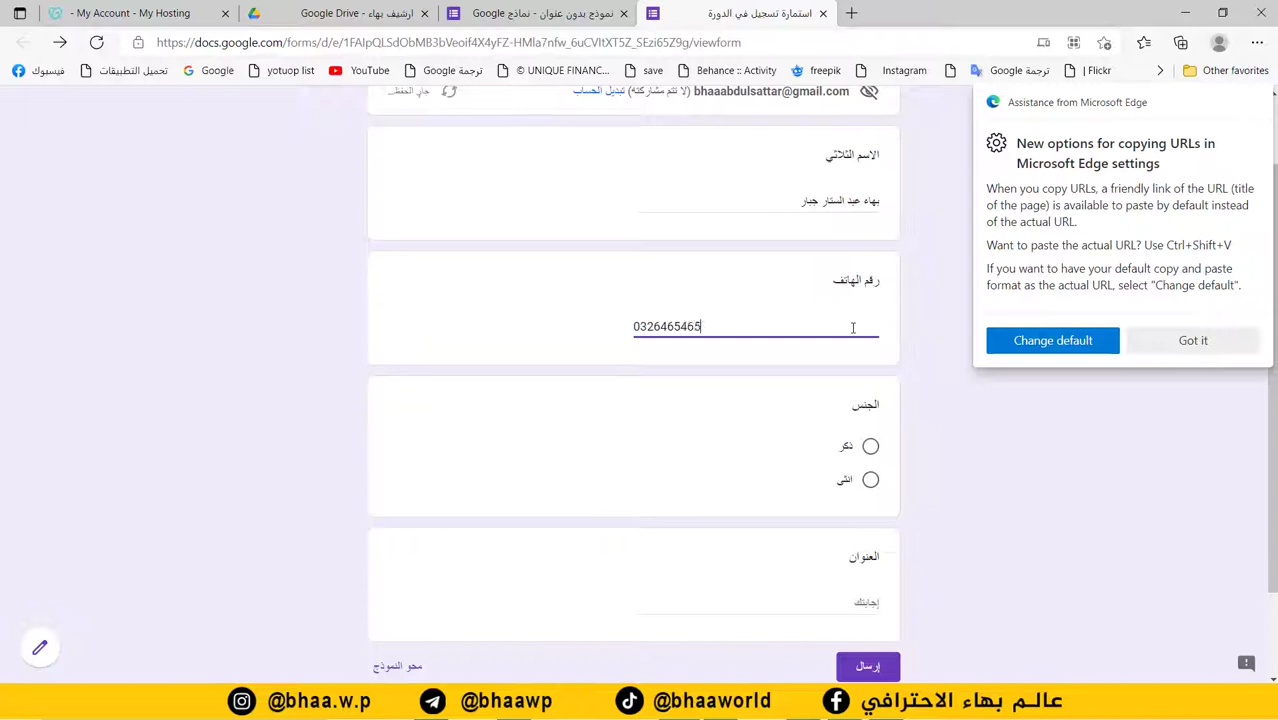 - My Account - My Hosting
Google Drive - ارشيف بهاء
نموذج بدون عنوان - نماذج Google
استمارة تسجيل في الدورة
https://docs.google.com/forms/d/e/1FAIpQLSdObMB3bVeoif4X4yFZ-HMla7nfw_6uCVItXT5Z_SEzi65Z9g/viewform
فيسبوك
تحميل التطبيقات
Google
votuop list
YouTube
ترجمة Google
© UNIQUE FINANC...
save
Behance :: Activity
freepik
Instagram
ترجمة Google
| Flickr
Other favorites
bhaaabdulsattar@gmail.com (لا تتم مشاركته) تبديل الحساب
جارٍ الحفظ...
الاسم الثلاثي
بهاء عبد الستار جبار
رقم الهاتف
0326465465
الجنس
ذكر
انثى
العنوان
إجابتك
إرسال
محو النموذج
Assistance from Microsoft Edge
New options for copying URLs in
Microsoft Edge settings
When you copy URLs, a friendly link of the URL (title
of the page) is available to paste by default instead
of the actual URL.
Want to paste the actual URL? Use Ctrl+Shift+V
If you want to have your default copy and paste
format as the actual URL, select "Change default".
Change default
Got it
@bhaa.w.p
@bhaawp
@bhaaworld
عالم بهاء الاحترافي